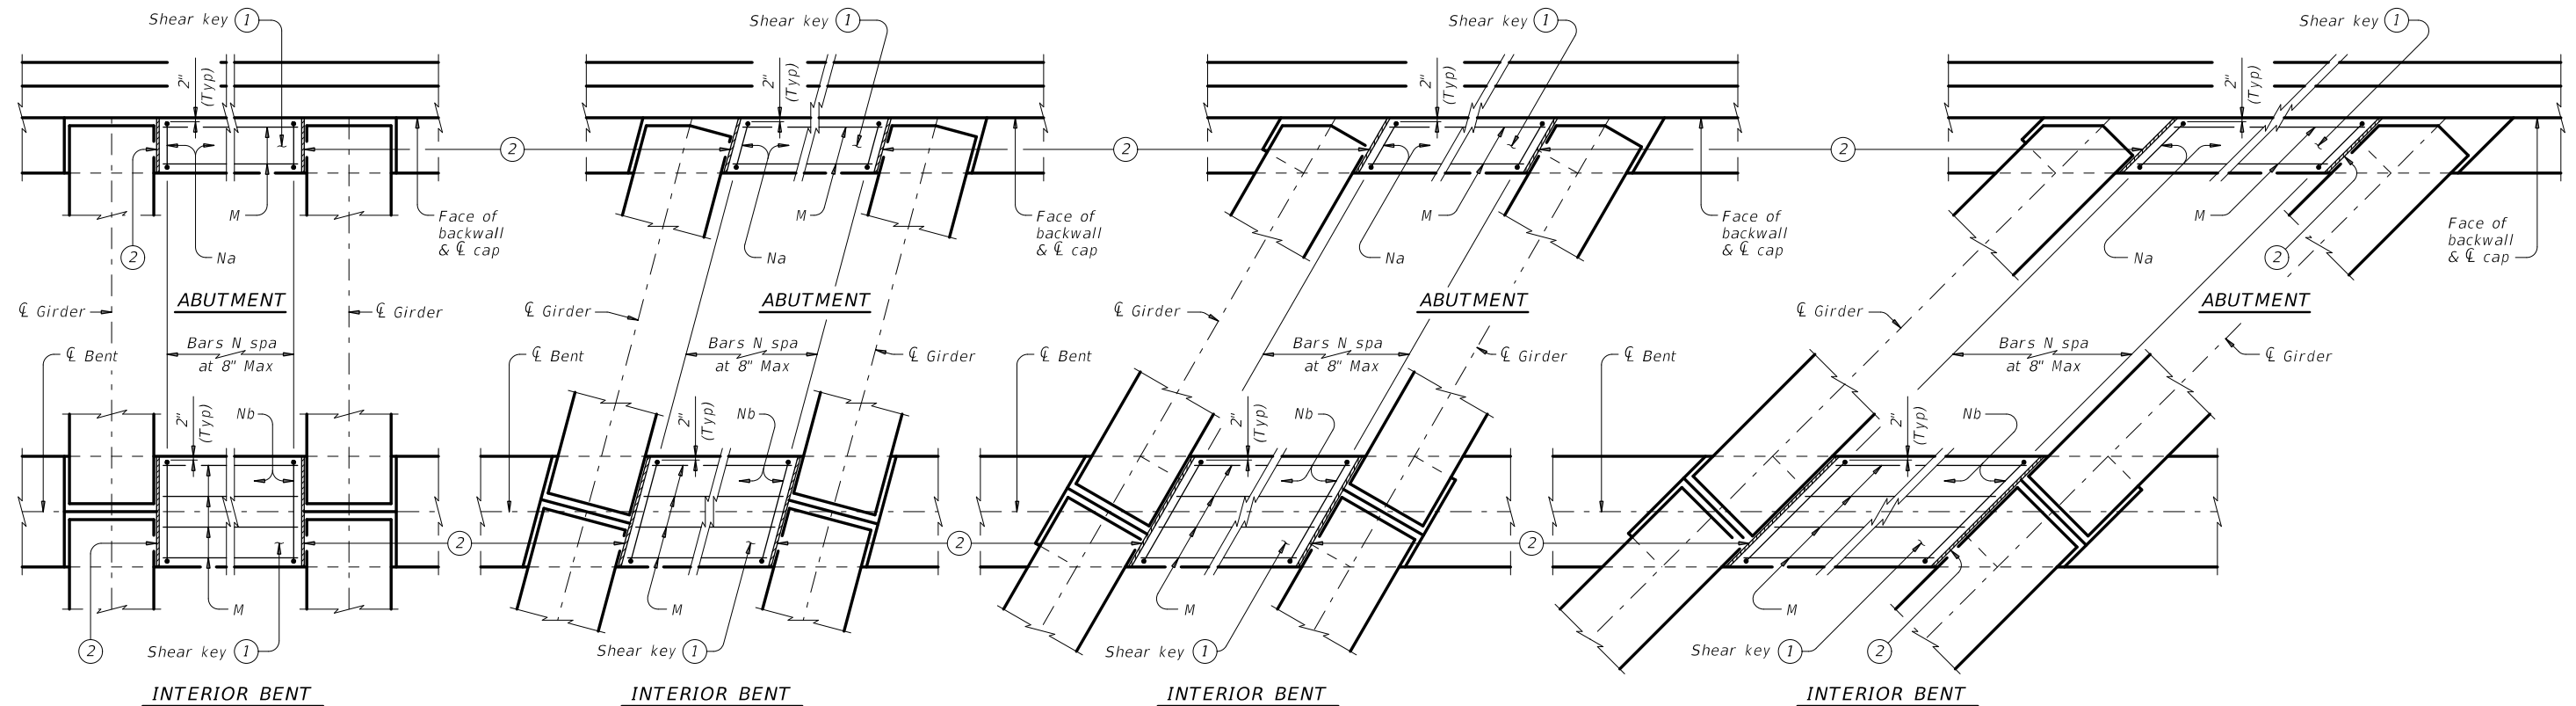 Shear key 1
Shear key 1
Shear key 1
Shear key 1
2"
(Typ)
2"
(Typ)
2"
(Typ)
2"
(Typ)
2
2
2
M
M
M
M
Face of
backwall
& ℄ cap
Face of
backwall
& ℄ cap
Face of
backwall
& ℄ cap
Face of
backwall
& ℄ cap
2
Na
Na
Na
Na
2
ABUTMENT
ABUTMENT
ABUTMENT
ABUTMENT
℄ Girder
℄ Girder
℄ Girder
℄ Girder
℄ Girder
℄ Bent
Bars N spa
at 8" Max
℄ Bent
Bars N spa
at 8" Max
℄ Girder
℄ Bent
Bars N spa
at 8" Max
℄ Girder
℄ Bent
Bars N spa
at 8" Max
℄ Girder
2"
(Typ)
Nb
2"
(Typ)
Nb
2"
(Typ)
Nb
2"
(Typ)
Nb
2
2
2
M
M
M
M
2
Shear key 1
Shear key 1
Shear key 1
Shear key 1
2
INTERIOR BENT
INTERIOR BENT
INTERIOR BENT
INTERIOR BENT